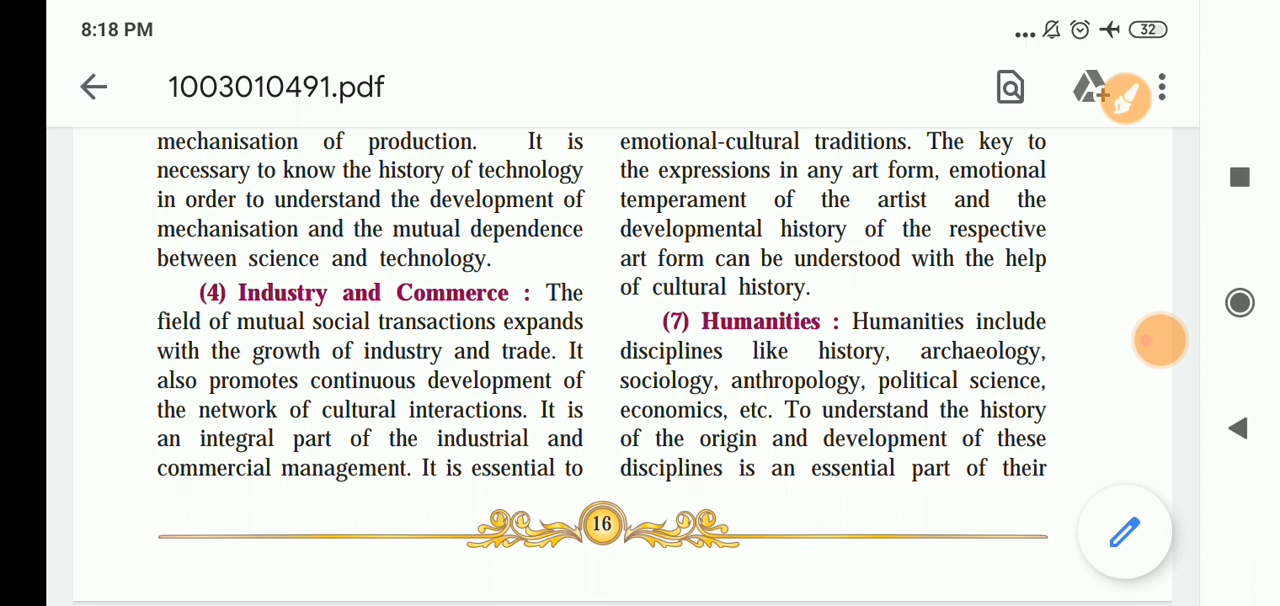 8:18 PM
32
1003010491.pdf
mechanisation of production. It is
necessary to know the history of technology
in order to understand the development of
mechanisation and the mutual dependence
between science and technology.
(4) Industry and Commerce : The
field of mutual social transactions expands
with the growth of industry and trade. It
also promotes continuous development of
the network of cultural interactions. It is
an integral part of the industrial and
commercial management. It is essential to
emotional-cultural traditions. The key to
the expressions in any art form, emotional
temperament of the artist and the
developmental history of the respective
art form can be understood with the help
of cultural history.
(7) Humanities : Humanities include
disciplines like history, archaeology,
sociology, anthropology, political science,
economics, etc. To understand the history
of the origin and development of these
disciplines is an essential part of their
16